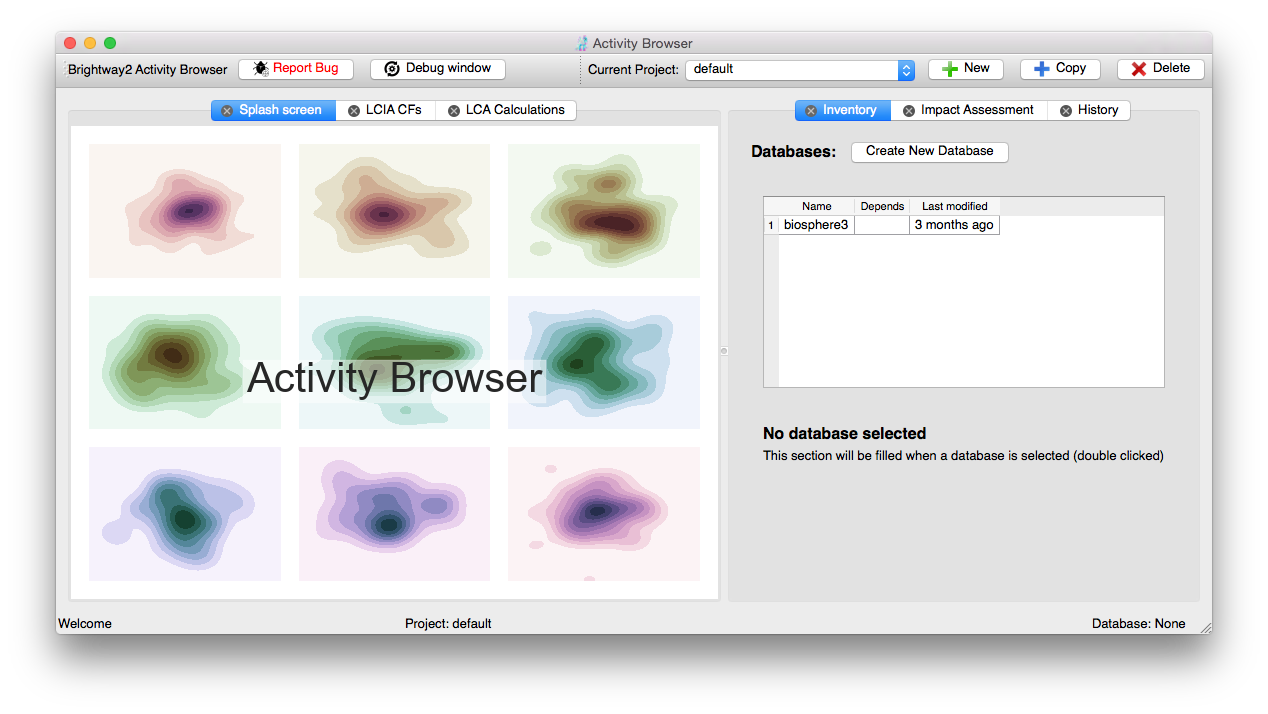 Activity Browser
Brightway2 Activity Browser Report Bug Debug window Current Project: default New Copy Delete
Splash screen LCIA CFs LCA Calculations Inventory Impact Assessment History
Databases: Create New Database
Name Depends Last modified
1 biosphere3 3 months ago
Activity Browser
No database selected
This section will be filled when a database is selected (double clicked)
Welcome Project: default Database: None